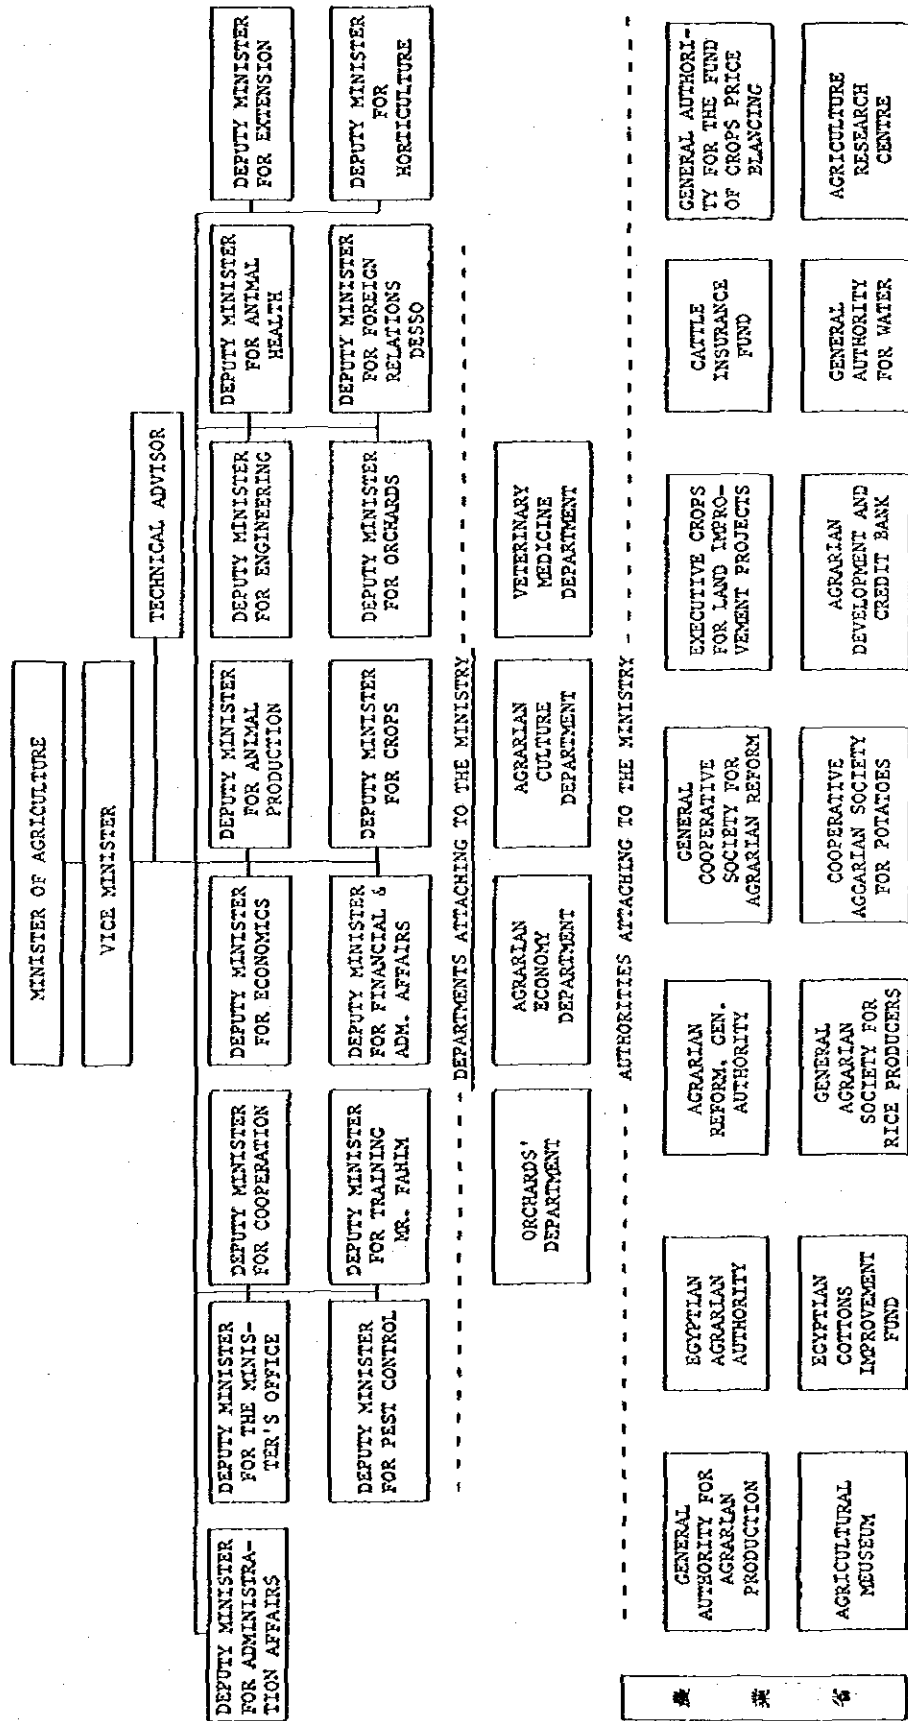 MINISTER OF AGRICULTURE
VICE MINISTER
TECHNICAL ADVISOR
DEPUTY MINISTER
FOR ADMINISTRA-
TION AFFAIRS
DEPUTY MINISTER
FOR THE MINIS-
TER'S OFFICE
DEPUTY MINISTER
FOR COOPERATION
DEPUTY MINISTER
FOR ECONOMICS
DEPUTY MINISTER
FOR ANIMAL
PRODUCTION
DEPUTY MINISTER
FOR ENGINEERING
DEPUTY MINISTER
FOR ANIMAL
HEALTH
DEPUTY MINISTER
FOR EXTENSION
DEPUTY MINISTER
FOR PEST CONTROL
DEPUTY MINISTER
FOR TRAINING
MR. FAHIM
DEPUTY MINISTER
FOR FINANCIAL &
ADM. AFFAIRS
DEPUTY MINISTER
FOR CROPS
DEPUTY MINISTER
FOR ORCHARDS
DEPUTY MINISTER
FOR FOREIGN
RELATIONS
DESSO
DEPUTY MINISTER
FOR
HORTICULTURE
DEPARTMENTS ATTACHING TO THE MINISTRY
ORCHARDS'
DEPARTMENT
AGRARIAN
ECONOMY
DEPARTMENT
AGRARIAN
CULTURE
DEPARTMENT
VETERINARY
MEDICINE
DEPARTMENT
AUTHORITIES ATTACHING TO THE MINISTRY
GENERAL
AUTHORITY FOR
AGRARIAN
PRODUCTION
EGYPTIAN
AGRARIAN
AUTHORITY
AGRARIAN
REFORM. GEN.
AUTHORITY
GENERAL
COOPERATIVE
SOCIETY FOR
AGRARIAN REFORM
EXECUTIVE CROPS
FOR LAND IMPRO-
VEMENT PROJECTS
CATTLE
INSURANCE
FUND
GENERAL AUTHORI-
TY FOR THE FUND
OF CROPS PRICE
BLANCING
AGRICULTURAL
MEUSEUM
EGYPTIAN
COTTONS
IMPROVEMENT
FUND
GENERAL
AGRARIAN
SOCIETY FOR
RICE PRODUCERS
COOPERATIVE
AGCARIAN SOCIETY
FOR POTATOES
AGRARIAN
DEVELOPMENT AND
CREDIT BANK
GENERAL
AUTHORITY
FOR WATER
AGRICULTURE
RESEARCH
CENTRE
農業省